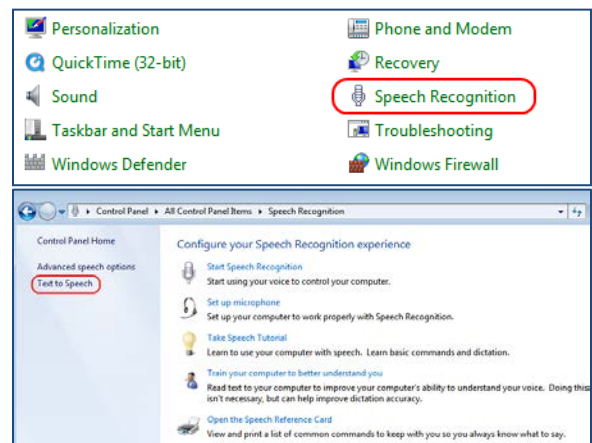 Personalization
Phone and Modem
QuickTime (32-bit)
Recovery
Sound
Speech Recognition
Taskbar and Start Menu
Troubleshooting
Windows Defender
Windows Firewall
Control Panel All Control Panel Items Speech Recognition
Control Panel Home
Advanced speech options
Text to Speech
Configure your Speech Recognition experience
Start Speech Recognition
Start using your voice to control your computer.
Set up microphone
Set up your computer to work properly with Speech Recognition.
Take Speech Tutorial
Learn to use your computer with speech. Learn basic commands and dictation.
Train your computer to better understand you
Read text to your computer to improve your computer's ability to understand your voice. Doing this
isn't necessary, but can help improve dictation accuracy.
Open the Speech Reference Card
View and print a list of common commands to keep with you so you always know what to say.